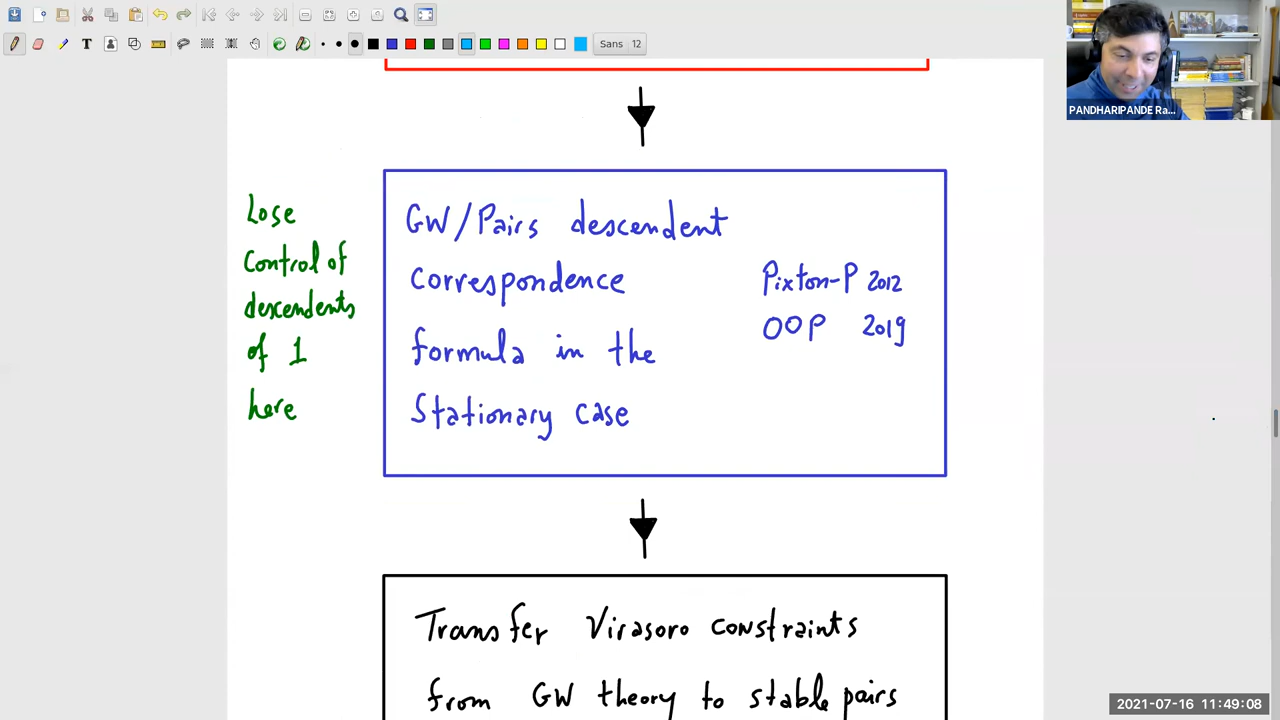 Sans 12
PANDHARIPANDE Ra...
Lose
control of
descendents
of 1
here
GW/Pairs descendent
correspondence
formula in the
Stationary case
Pixton-P 2012
OOP 2019
Transfer Virasoro constraints
from GW theory to stable pairs
2021-07-16 11:49:08